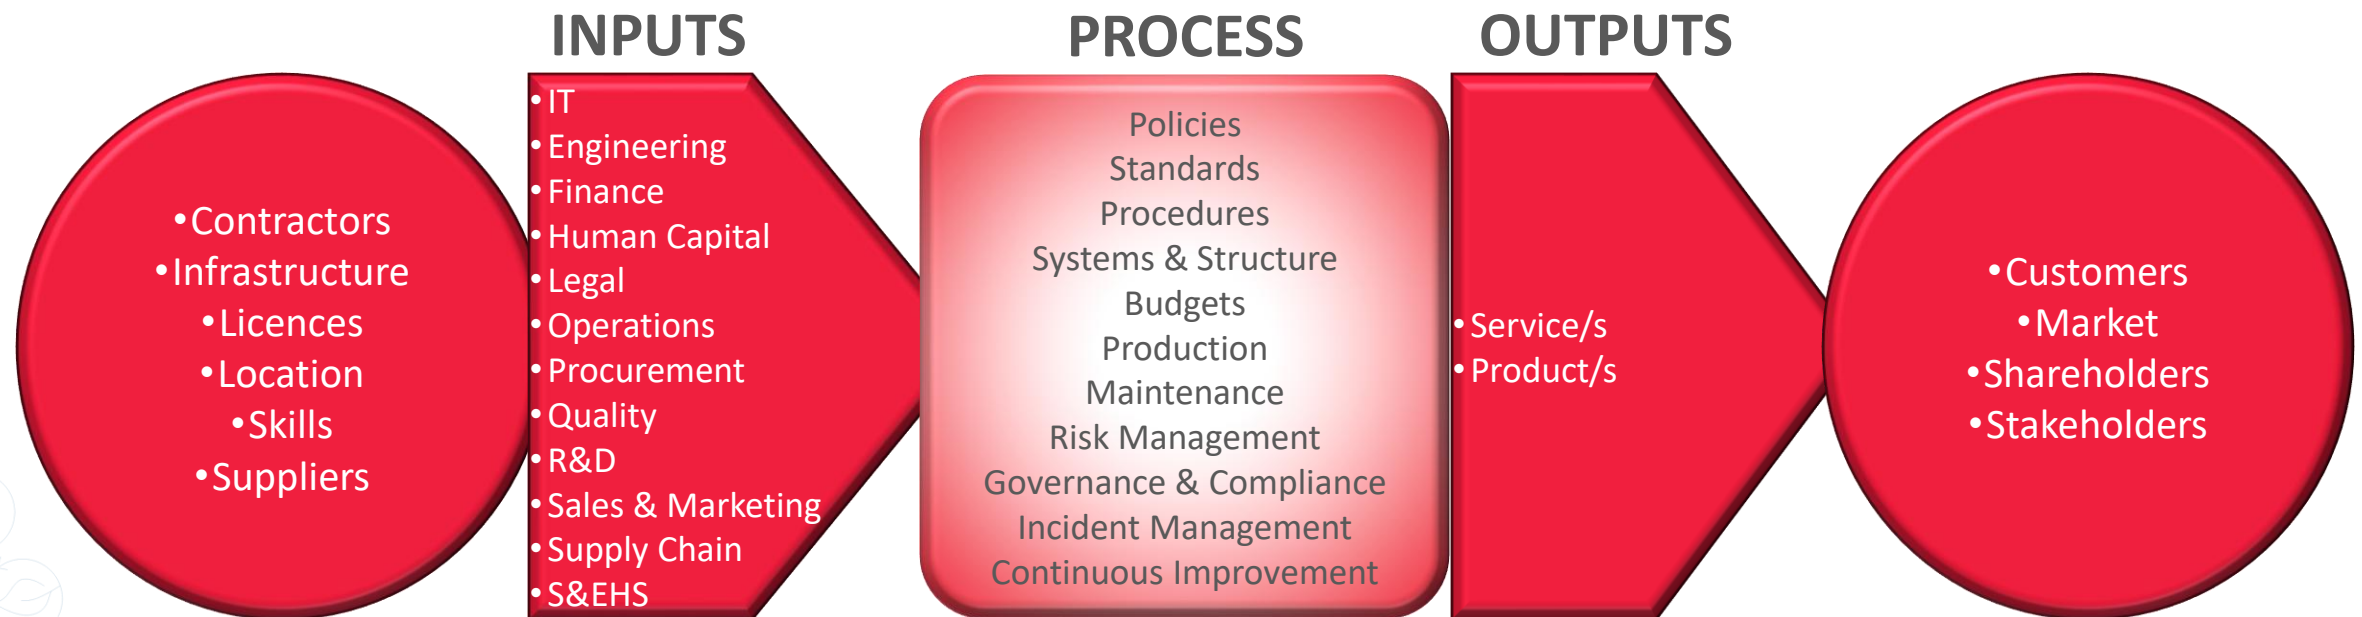 INPUTS
PROCESS
OUTPUTS
•Contractors
•Infrastructure
•Licences
•Location
•Skills
•Suppliers
• IT
• Engineering
• Finance
• Human Capital
• Legal
• Operations
• Procurement
• Quality
• R&D
• Sales & Marketing
• Supply Chain
• S&EHS
Policies
Standards
Procedures
Systems & Structure
Budgets
Production
Maintenance
Risk Management
Governance & Compliance
Incident Management
Continuous Improvement
• Service/s
• Product/s
•Customers
•Market
•Shareholders
•Stakeholders